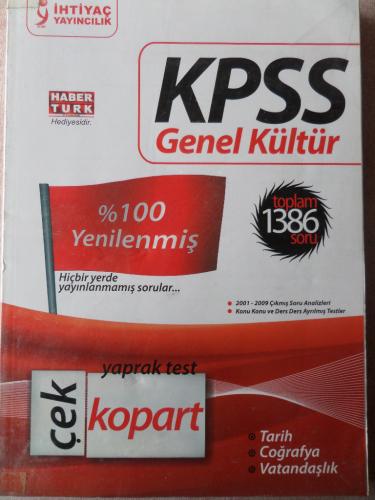 İHTİYAÇ
YAYINCILIK
KPSS
Genel Kültür
HABER
TÜRK
Hediyesidir.
%100
Yenilenmiş
toplam
1386
soru
Hiçbir yerde
yayınlanmamış sorular...
• 2001 - 2009 Çıkmış Soru Analizleri
• Konu Konu ve Ders Ders Ayrılmış Testler
yaprak test
çek
kopart
• Tarih
• Coğrafya
• Vatandaşlık